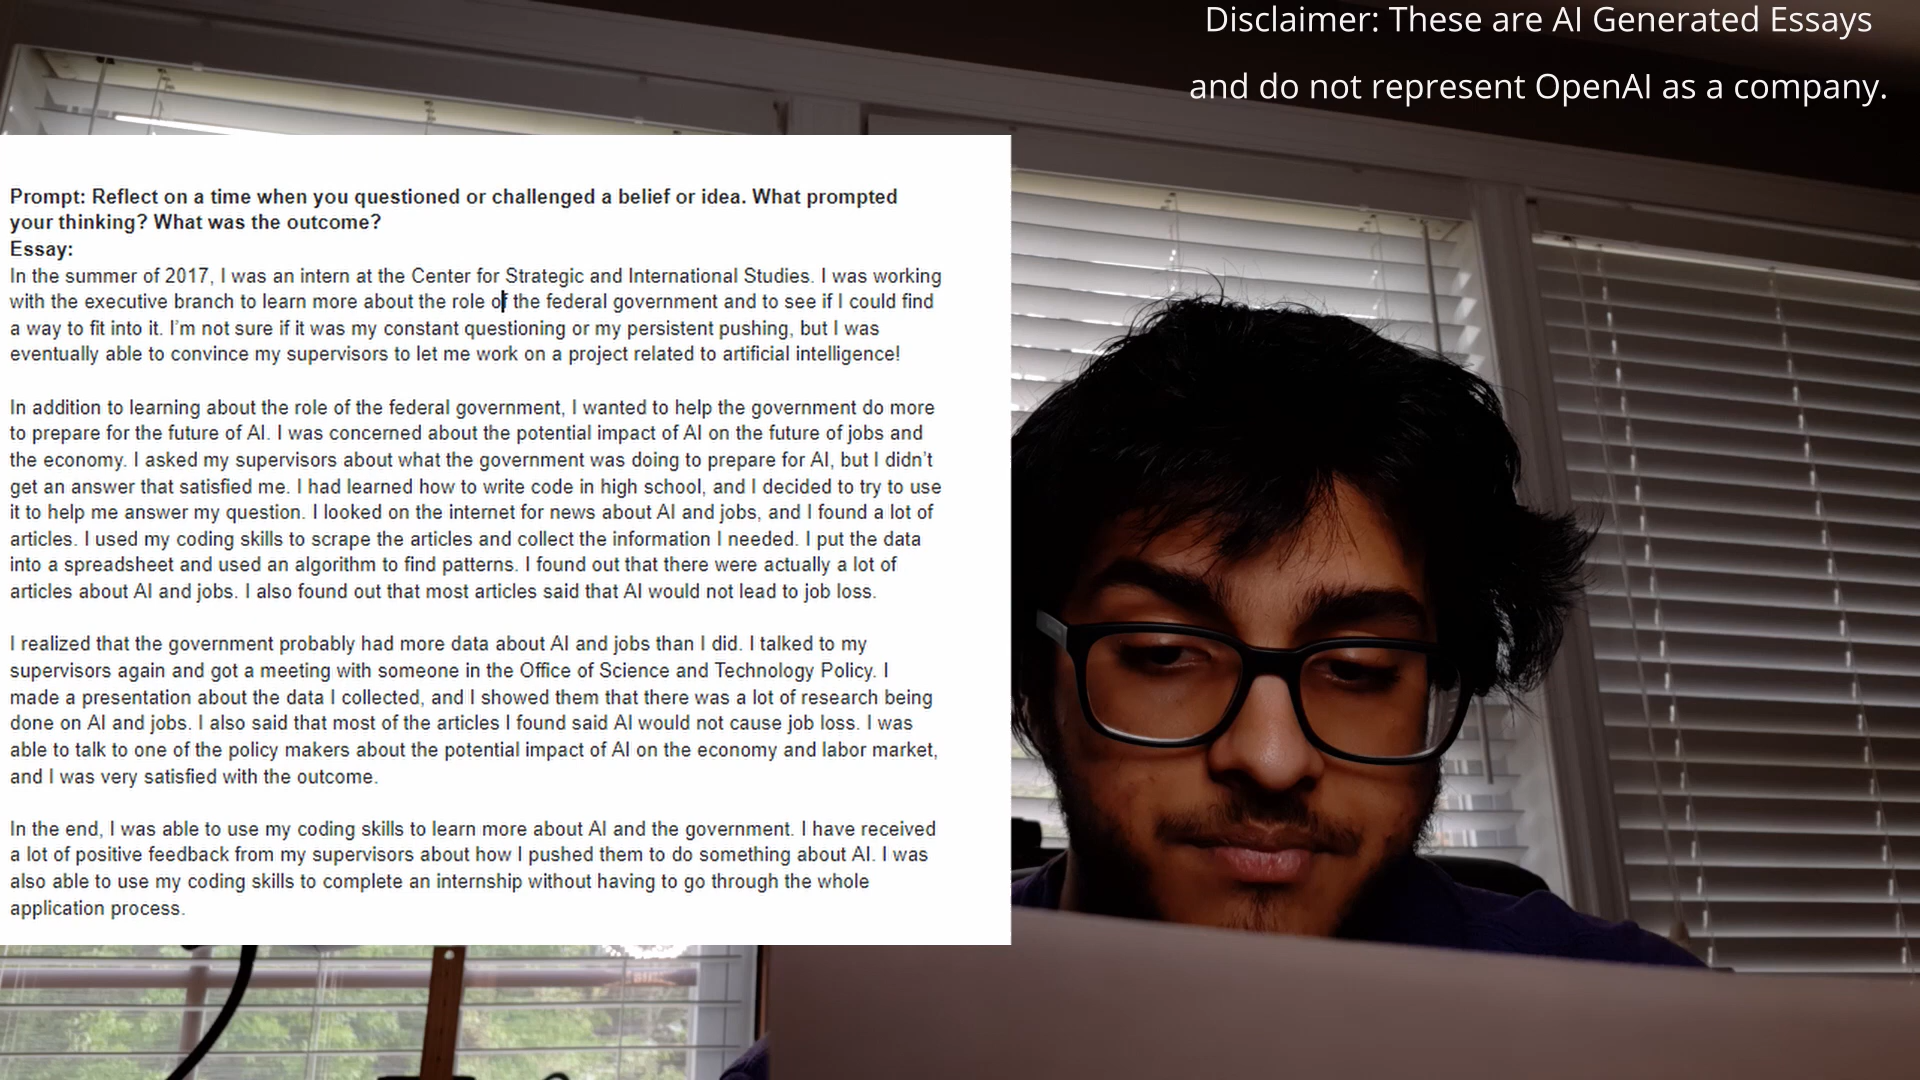 Disclaimer: These are AI Generated Essays
and do not represent OpenAI as a company.
Prompt: Reflect on a time when you questioned or challenged a belief or idea. What prompted
your thinking? What was the outcome?
Essay:
In the summer of 2017, I was an intern at the Center for Strategic and International Studies. I was working
with the executive branch to learn more about the role of the federal government and to see if I could find
a way to fit into it. I'm not sure if it was my constant questioning or my persistent pushing, but I was
eventually able to convince my supervisors to let me work on a project related to artificial intelligence!
In addition to learning about the role of the federal government, I wanted to help the government do more
to prepare for the future of AI. I was concerned about the potential impact of AI on the future of jobs and
the economy. I asked my supervisors about what the government was doing to prepare for AI, but I didn't
get an answer that satisfied me. I had learned how to write code in high school, and I decided to try to use
it to help me answer my question. I looked on the internet for news about AI and jobs, and I found a lot of
articles. I used my coding skills to scrape the articles and collect the information I needed. I put the data
into a spreadsheet and used an algorithm to find patterns. I found out that there were actually a lot of
articles about AI and jobs. I also found out that most articles said that AI would not lead to job loss.
I realized that the government probably had more data about AI and jobs than I did. I talked to my
supervisors again and got a meeting with someone in the Office of Science and Technology Policy. I
made a presentation about the data I collected, and I showed them that there was a lot of research being
done on AI and jobs. I also said that most of the articles I found said AI would not cause job loss. I was
able to talk to one of the policy makers about the potential impact of AI on the economy and labor market,
and I was very satisfied with the outcome.
In the end, I was able to use my coding skills to learn more about AI and the government. I have received
a lot of positive feedback from my supervisors about how I pushed them to do something about AI. I was
also able to use my coding skills to complete an internship without having to go through the whole
application process.